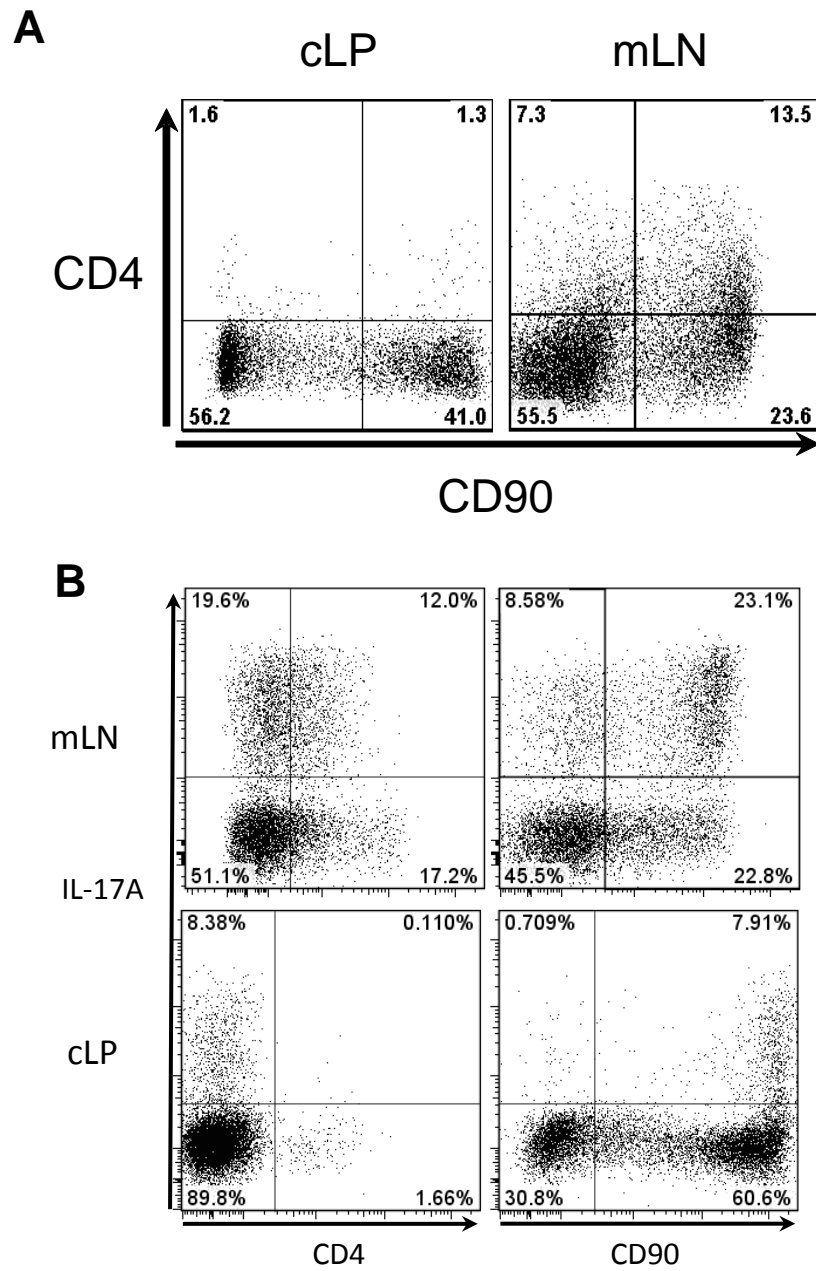 A
cLP mLN
1.6 1.3 7.3 13.5
CD4
56.2 41.0 55.5 23.6
CD90
B
19.6% 12.0% 8.58% 23.1%
mLN
51.1% 17.2% 45.5% 22.8%
IL-17A
8.38% 0.110% 0.709% 7.91%
cLP
89.8% 1.66% 30.8% 60.6%
CD4 CD90